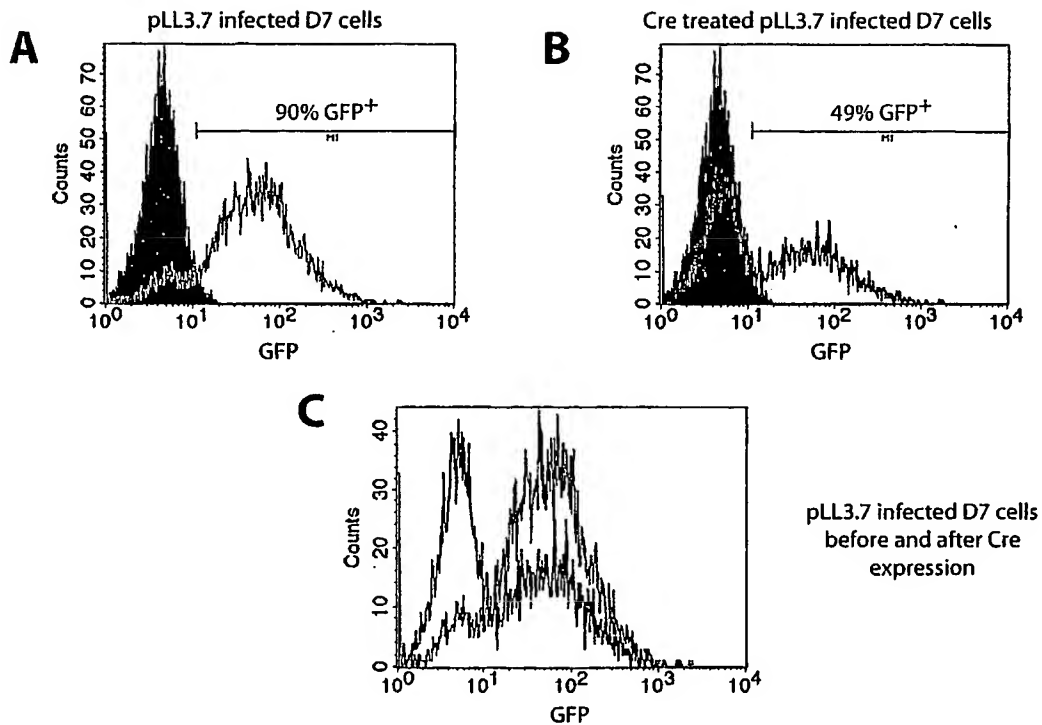 A
pLL3.7 infected D7 cells
Counts
70
60
50
40
30
20
10
0
90% GFP+
M1
10^0 10^1 10^2 10^3 10^4
GFP
B
Cre treated pLL3.7 infected D7 cells
Counts
70
60
50
40
30
20
10
0
49% GFP+
M1
10^0 10^1 10^2 10^3 10^4
GFP
C
Counts
40
30
20
10
0
10^0 10^1 10^2 10^3 10^4
GFP
pLL3.7 infected D7 cells
before and after Cre
expression